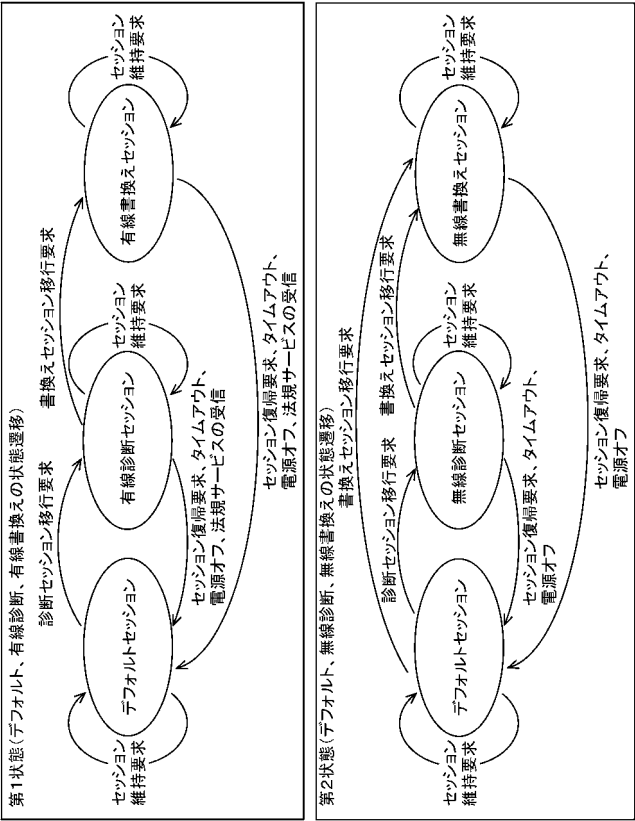 第1状態(デフォルト、有線診断、有線書換えの状態遷移)
診断セッション移行要求
書換えセッション移行要求
セッション
維持要求
デフォルトセッション
有線診断セッション
セッション
維持要求
有線書換えセッション
セッション
維持要求
セッション復帰要求、タイムアウト、
電源オフ、法規サービスの受信
セッション復帰要求、タイムアウト、
電源オフ、法規サービスの受信
第2状態(デフォルト、無線診断、無線書換えの状態遷移)
書換えセッション移行要求
診断セッション移行要求
書換えセッション移行要求
セッション
維持要求
デフォルトセッション
無線診断セッション
セッション
維持要求
無線書換えセッション
セッション
維持要求
セッション復帰要求、タイムアウト、
電源オフ
セッション復帰要求、タイムアウト、
電源オフ